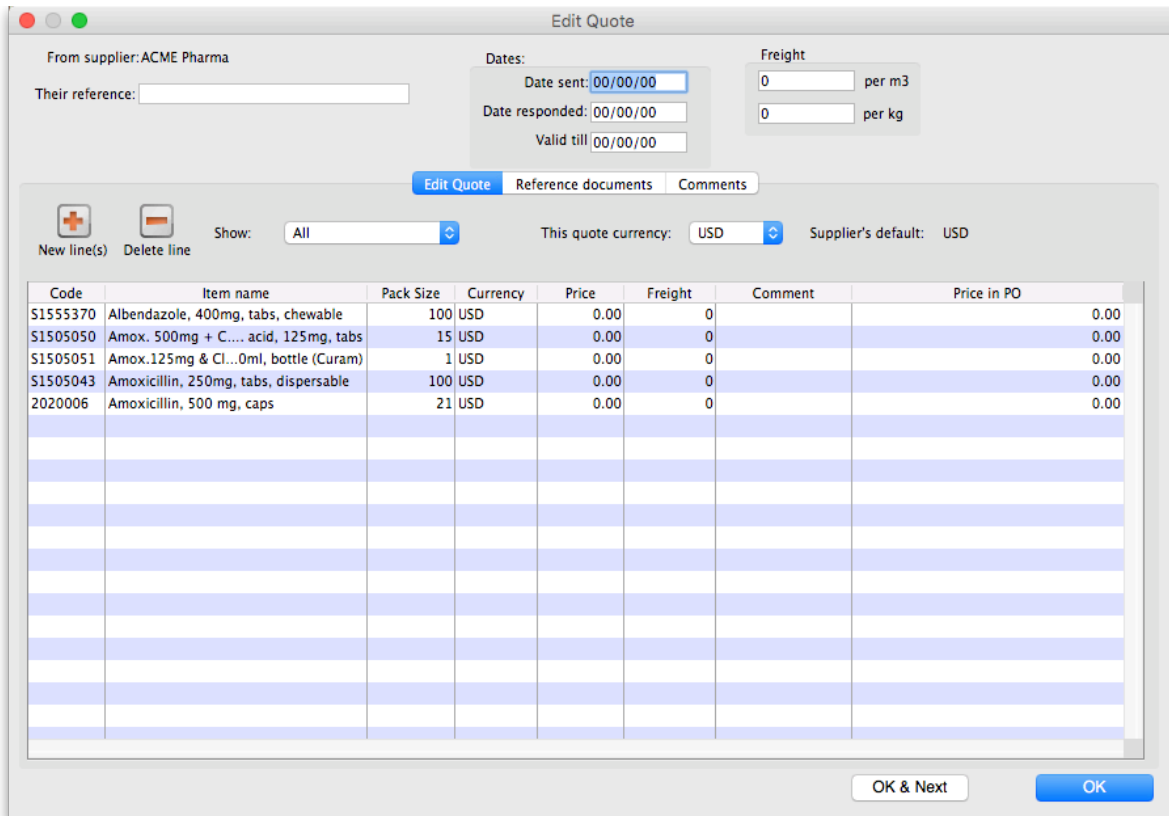 Edit Quote
From supplier: ACME Pharma
Their reference:
Dates:
Date sent: 00/00/00
Date responded: 00/00/00
Valid till 00/00/00
Freight
0 per m3
0 per kg
Edit Quote Reference documents Comments
New line(s) Delete line Show: All This quote currency: USD Supplier's default: USD
Code Item name Pack Size Currency Price Freight Comment Price in PO
S1555370 Albendazole, 400mg, tabs, chewable 100 USD 0.00 0 0.00
S1505050 Amox. 500mg + C.... acid, 125mg, tabs 15 USD 0.00 0 0.00
S1505051 Amox.125mg & Cl...0ml, bottle (Curam) 1 USD 0.00 0 0.00
S1505043 Amoxicillin, 250mg, tabs, dispersable 100 USD 0.00 0 0.00
2020006 Amoxicillin, 500 mg, caps 21 USD 0.00 0 0.00
OK & Next OK